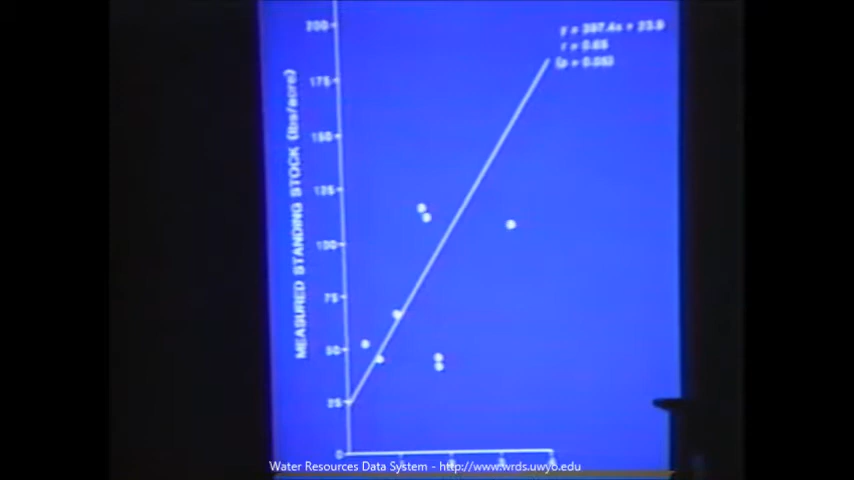 200
y = 397.4x + 23.9
r = 0.65
(p = 0.05)
175
150
125
100
75
50
25
0
MEASURED STANDING STOCK (lbs/acre)
Water Resources Data System - http://www.wrds.uwyo.edu